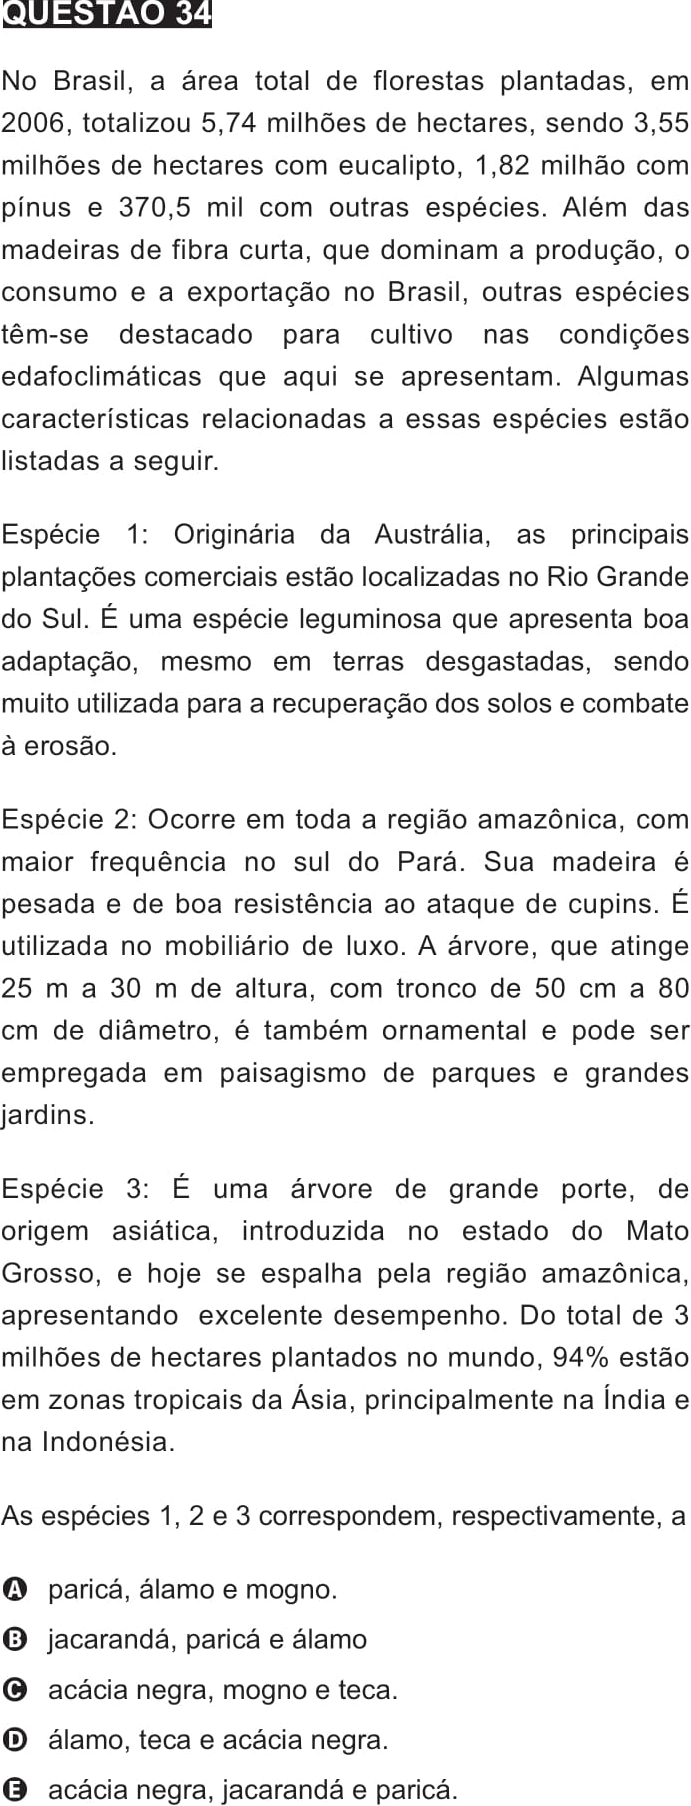 QUESTÃO 34
No Brasil, a área total de florestas plantadas, em
2006, totalizou 5,74 milhões de hectares, sendo 3,55
milhões de hectares com eucalipto, 1,82 milhão com
pínus e 370,5 mil com outras espécies. Além das
madeiras de fibra curta, que dominam a produção, o
consumo e a exportação no Brasil, outras espécies
têm-se destacado para cultivo nas condições
edafoclimáticas que aqui se apresentam. Algumas
características relacionadas a essas espécies estão
listadas a seguir.
Espécie 1: Originária da Austrália, as principais
plantações comerciais estão localizadas no Rio Grande
do Sul. É uma espécie leguminosa que apresenta boa
adaptação, mesmo em terras desgastadas, sendo
muito utilizada para a recuperação dos solos e combate
à erosão.
Espécie 2: Ocorre em toda a região amazônica, com
maior frequência no sul do Pará. Sua madeira é
pesada e de boa resistência ao ataque de cupins. É
utilizada no mobiliário de luxo. A árvore, que atinge
25 m a 30 m de altura, com tronco de 50 cm a 80
cm de diâmetro, é também ornamental e pode ser
empregada em paisagismo de parques e grandes
jardins.
Espécie 3: É uma árvore de grande porte, de
origem asiática, introduzida no estado do Mato
Grosso, e hoje se espalha pela região amazônica,
apresentando excelente desempenho. Do total de 3
milhões de hectares plantados no mundo, 94% estão
em zonas tropicais da Ásia, principalmente na Índia e
na Indonésia.
As espécies 1, 2 e 3 correspondem, respectivamente, a
A paricá, álamo e mogno.
B jacarandá, paricá e álamo
C acácia negra, mogno e teca.
D álamo, teca e acácia negra.
E acácia negra, jacarandá e paricá.